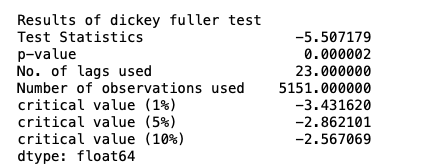 Results of dickey fuller test
Test Statistics -5.507179
p-value 0.000002
No. of lags used 23.000000
Number of observations used 5151.000000
critical value (1%) -3.431620
critical value (5%) -2.862101
critical value (10%) -2.567069
dtype: float64